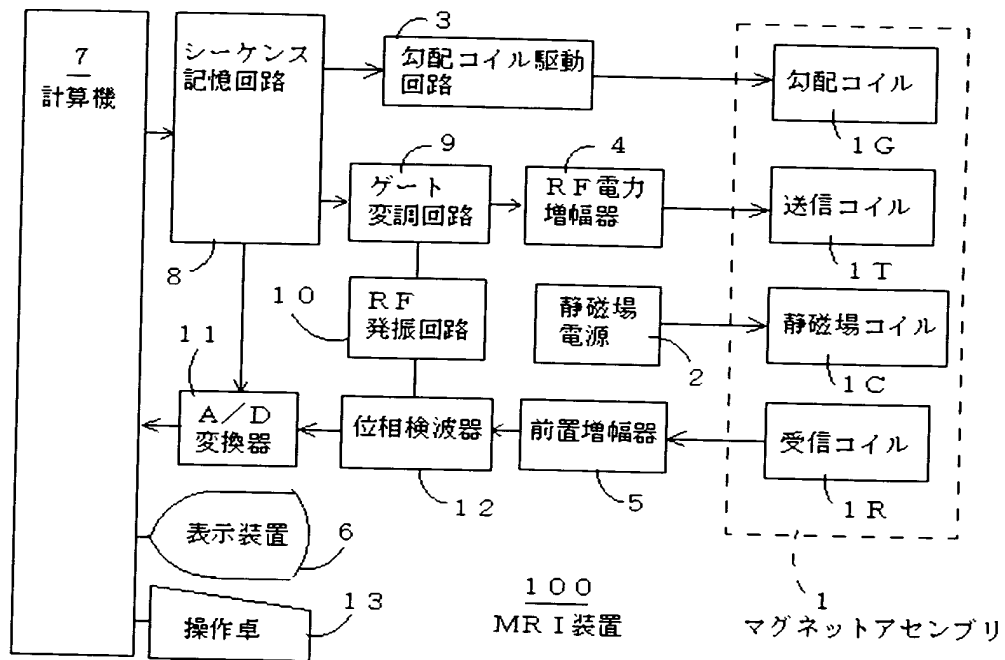 7
計算機
シーケンス
記憶回路
8
3
勾配コイル駆動
回路
勾配コイル
1G
9
ゲート
変調回路
4
RF電力
増幅器
送信コイル
1T
10
RF
発振回路
静磁場
電源
2
静磁場コイル
1C
11
A/D
変換器
位相検波器
12
前置増幅器
5
受信コイル
1R
表示装置
6
操作卓
13
100
MRI装置
1
マグネットアセンブリ